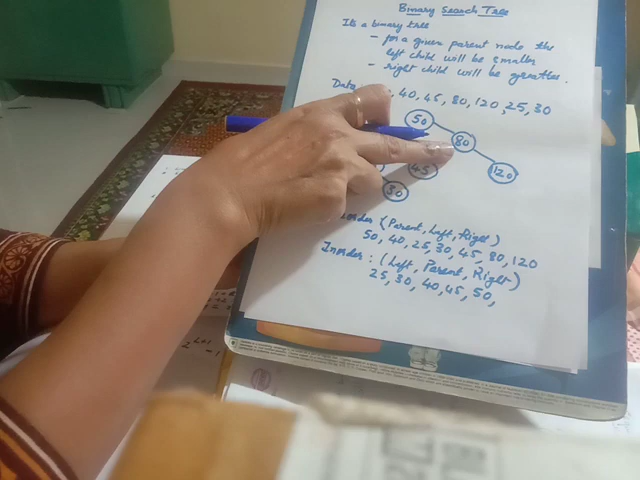 Binary Search Tree
Its a binary tree
- for a given parent node the
left child will be smaller
- right child will be greater.
Data , 40, 45, 80, 120, 25, 30
50
80
45
120
30
order (Parent, Left, Right)
50, 40, 25, 30, 45, 80, 120
Inorder : (Left, Parent, Right)
25, 30, 40, 45, 50,